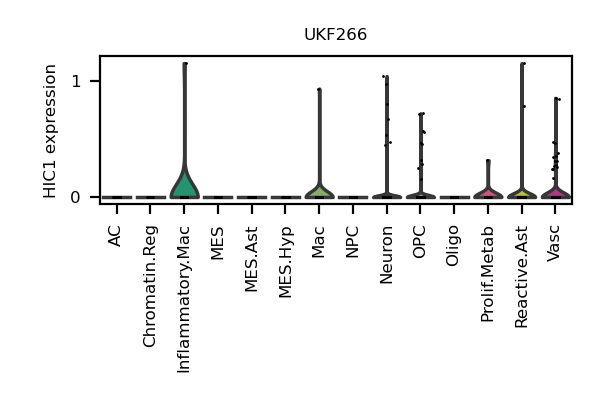 UKF266
HIC1 expression
1
0
AC
Chromatin.Reg
Inflammatory.Mac
MES
MES.Ast
MES.Hyp
Mac
NPC
Neuron
OPC
Oligo
Prolif.Metab
Reactive.Ast
Vasc